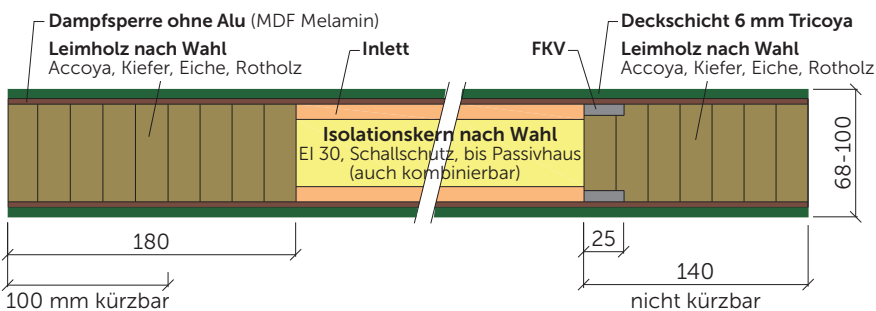 Dampfsperre ohne Alu (MDF Melamin)
Leimholz nach Wahl
Accoya, Kiefer, Eiche, Rotholz
Inlett
FKV
Deckschicht 6 mm Tricoya
Leimholz nach Wahl
Accoya, Kiefer, Eiche, Rotholz
Isolationskern nach Wahl
EI 30, Schallschutz, bis Passivhaus
(auch kombinierbar)
68-100
180
25
140
100 mm kürzbar
nicht kürzbar